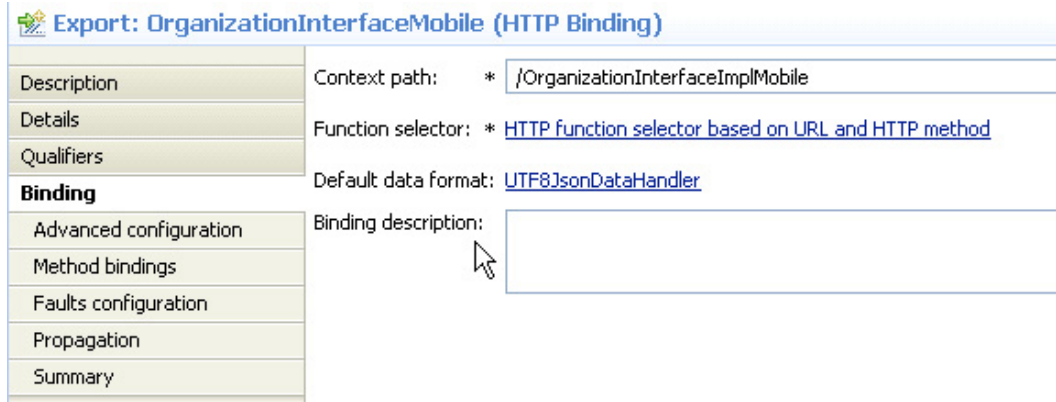 Export: OrganizationInterfaceMobile (HTTP Binding)
Description
Details
Qualifiers
Binding
Advanced configuration
Method bindings
Faults configuration
Propagation
Summary
Context path: * /OrganizationInterfaceImplMobile
Function selector: * HTTP function selector based on URL and HTTP method
Default data format: UTF8JsonDataHandler
Binding description: